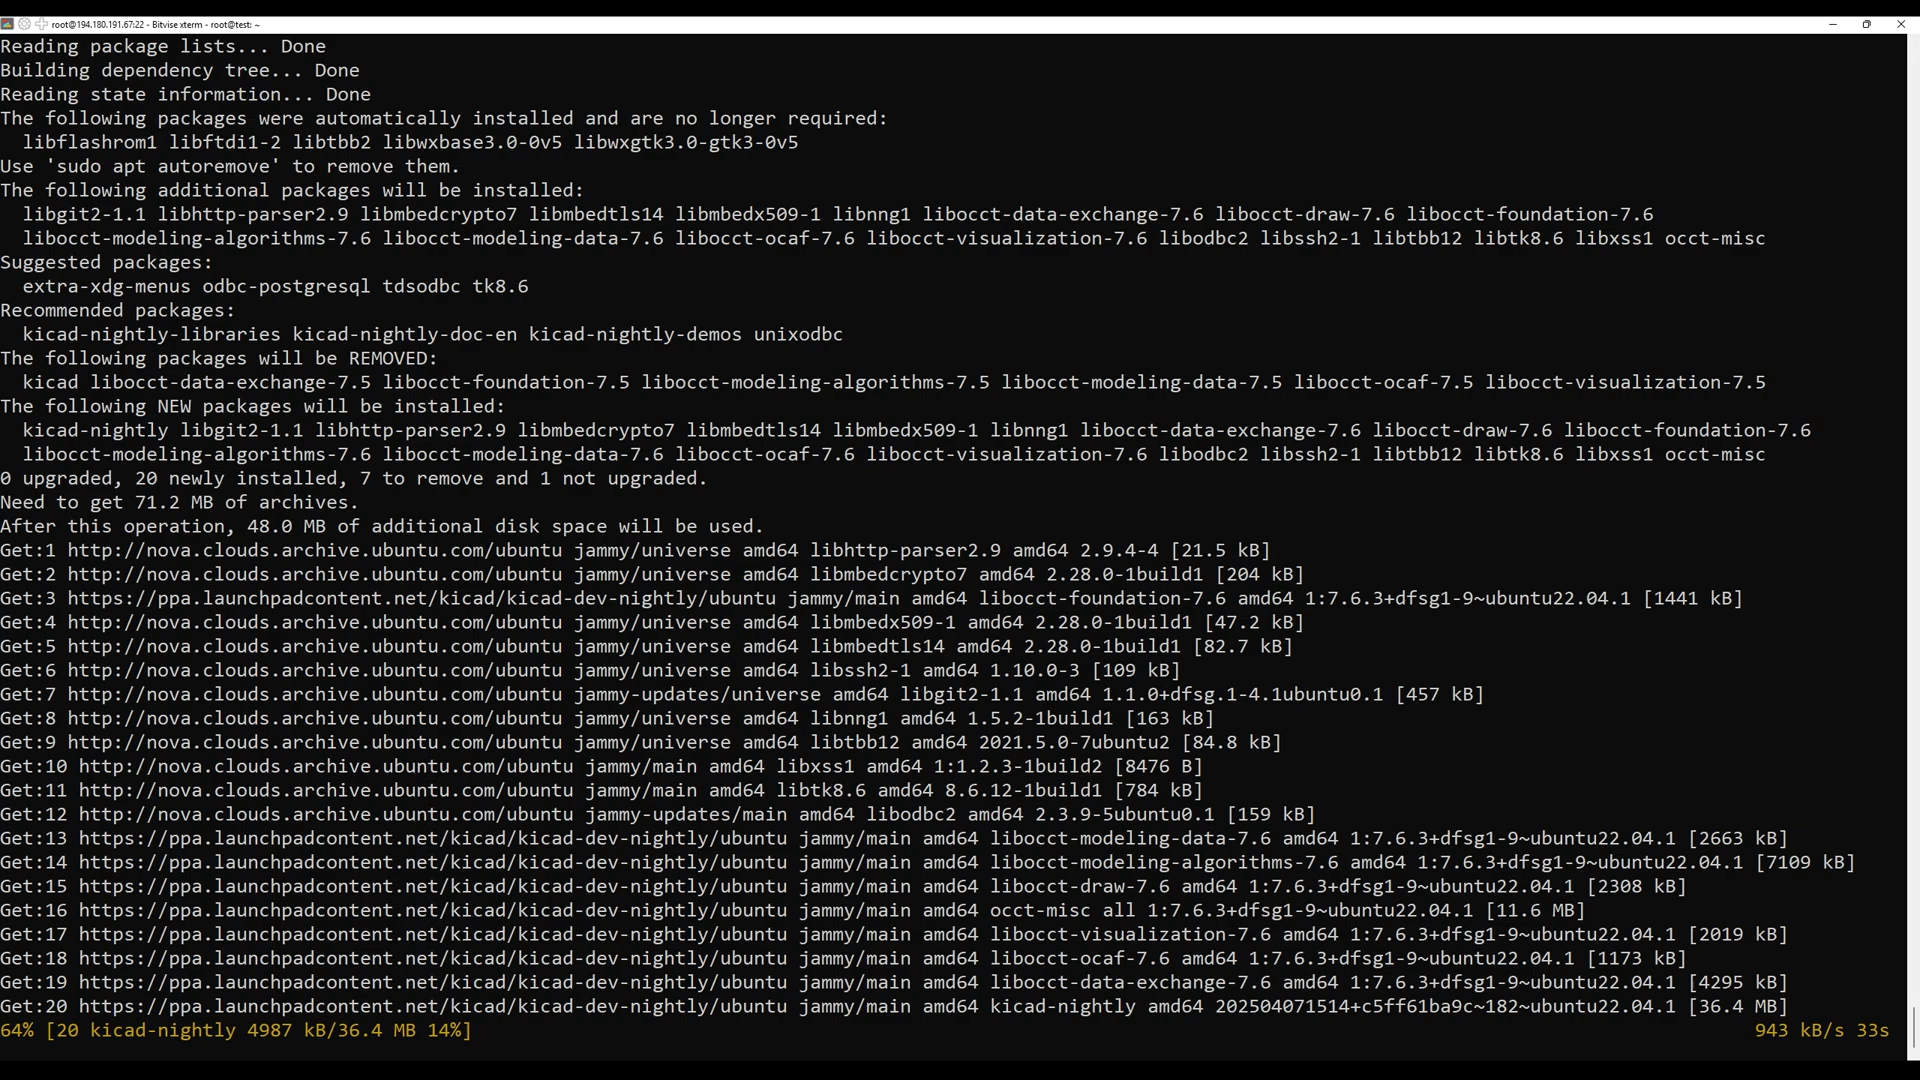 root@194.180.191.67:22 - Bitvise xterm - root@test: ~
Reading package lists... Done
Building dependency tree... Done
Reading state information... Done
The following packages were automatically installed and are no longer required:
  libflashrom1 libftdi1-2 libtbb2 libwxbase3.0-0v5 libwxgtk3.0-gtk3-0v5
Use 'sudo apt autoremove' to remove them.
The following additional packages will be installed:
  libgit2-1.1 libhttp-parser2.9 libmbedcrypto7 libmbedtls14 libmbedx509-1 libnng1 libocct-data-exchange-7.6 libocct-draw-7.6 libocct-foundation-7.6
  libocct-modeling-algorithms-7.6 libocct-modeling-data-7.6 libocct-ocaf-7.6 libocct-visualization-7.6 libodbc2 libssh2-1 libtbb12 libtk8.6 libxss1 occt-misc
Suggested packages:
  extra-xdg-menus odbc-postgresql tdsodbc tk8.6
Recommended packages:
  kicad-nightly-libraries kicad-nightly-doc-en kicad-nightly-demos unixodbc
The following packages will be REMOVED:
  kicad libocct-data-exchange-7.5 libocct-foundation-7.5 libocct-modeling-algorithms-7.5 libocct-modeling-data-7.5 libocct-ocaf-7.5 libocct-visualization-7.5
The following NEW packages will be installed:
  kicad-nightly libgit2-1.1 libhttp-parser2.9 libmbedcrypto7 libmbedtls14 libmbedx509-1 libnng1 libocct-data-exchange-7.6 libocct-draw-7.6 libocct-foundation-7.6
  libocct-modeling-algorithms-7.6 libocct-modeling-data-7.6 libocct-ocaf-7.6 libocct-visualization-7.6 libodbc2 libssh2-1 libtbb12 libtk8.6 libxss1 occt-misc
0 upgraded, 20 newly installed, 7 to remove and 1 not upgraded.
Need to get 71.2 MB of archives.
After this operation, 48.0 MB of additional disk space will be used.
Get:1 http://nova.clouds.archive.ubuntu.com/ubuntu jammy/universe amd64 libhttp-parser2.9 amd64 2.9.4-4 [21.5 kB]
Get:2 http://nova.clouds.archive.ubuntu.com/ubuntu jammy/universe amd64 libmbedcrypto7 amd64 2.28.0-1build1 [204 kB]
Get:3 https://ppa.launchpadcontent.net/kicad/kicad-dev-nightly/ubuntu jammy/main amd64 libocct-foundation-7.6 amd64 1:7.6.3+dfsg1-9~ubuntu22.04.1 [1441 kB]
Get:4 http://nova.clouds.archive.ubuntu.com/ubuntu jammy/universe amd64 libmbedx509-1 amd64 2.28.0-1build1 [47.2 kB]
Get:5 http://nova.clouds.archive.ubuntu.com/ubuntu jammy/universe amd64 libmbedtls14 amd64 2.28.0-1build1 [82.7 kB]
Get:6 http://nova.clouds.archive.ubuntu.com/ubuntu jammy/universe amd64 libssh2-1 amd64 1.10.0-3 [109 kB]
Get:7 http://nova.clouds.archive.ubuntu.com/ubuntu jammy-updates/universe amd64 libgit2-1.1 amd64 1.1.0+dfsg.1-4.1ubuntu0.1 [457 kB]
Get:8 http://nova.clouds.archive.ubuntu.com/ubuntu jammy/universe amd64 libnng1 amd64 1.5.2-1build1 [163 kB]
Get:9 http://nova.clouds.archive.ubuntu.com/ubuntu jammy/universe amd64 libtbb12 amd64 2021.5.0-7ubuntu2 [84.8 kB]
Get:10 http://nova.clouds.archive.ubuntu.com/ubuntu jammy/main amd64 libxss1 amd64 1:1.2.3-1build2 [8476 B]
Get:11 http://nova.clouds.archive.ubuntu.com/ubuntu jammy/main amd64 libtk8.6 amd64 8.6.12-1build1 [784 kB]
Get:12 http://nova.clouds.archive.ubuntu.com/ubuntu jammy-updates/main amd64 libodbc2 amd64 2.3.9-5ubuntu0.1 [159 kB]
Get:13 https://ppa.launchpadcontent.net/kicad/kicad-dev-nightly/ubuntu jammy/main amd64 libocct-modeling-data-7.6 amd64 1:7.6.3+dfsg1-9~ubuntu22.04.1 [2663 kB]
Get:14 https://ppa.launchpadcontent.net/kicad/kicad-dev-nightly/ubuntu jammy/main amd64 libocct-modeling-algorithms-7.6 amd64 1:7.6.3+dfsg1-9~ubuntu22.04.1 [7109 kB]
Get:15 https://ppa.launchpadcontent.net/kicad/kicad-dev-nightly/ubuntu jammy/main amd64 libocct-draw-7.6 amd64 1:7.6.3+dfsg1-9~ubuntu22.04.1 [2308 kB]
Get:16 https://ppa.launchpadcontent.net/kicad/kicad-dev-nightly/ubuntu jammy/main amd64 occt-misc all 1:7.6.3+dfsg1-9~ubuntu22.04.1 [11.6 MB]
Get:17 https://ppa.launchpadcontent.net/kicad/kicad-dev-nightly/ubuntu jammy/main amd64 libocct-visualization-7.6 amd64 1:7.6.3+dfsg1-9~ubuntu22.04.1 [2019 kB]
Get:18 https://ppa.launchpadcontent.net/kicad/kicad-dev-nightly/ubuntu jammy/main amd64 libocct-ocaf-7.6 amd64 1:7.6.3+dfsg1-9~ubuntu22.04.1 [1173 kB]
Get:19 https://ppa.launchpadcontent.net/kicad/kicad-dev-nightly/ubuntu jammy/main amd64 libocct-data-exchange-7.6 amd64 1:7.6.3+dfsg1-9~ubuntu22.04.1 [4295 kB]
Get:20 https://ppa.launchpadcontent.net/kicad/kicad-dev-nightly/ubuntu jammy/main amd64 kicad-nightly amd64 202504071514+c5ff61ba9c~182~ubuntu22.04.1 [36.4 MB]
64% [20 kicad-nightly 4987 kB/36.4 MB 14%] 943 kB/s 33s